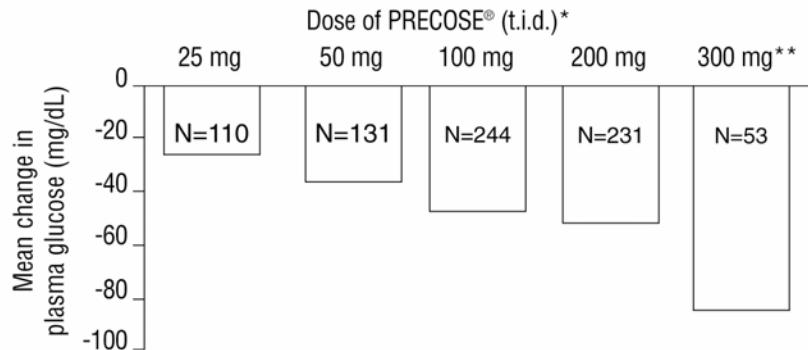 Dose of PRECOSE® (t.i.d.)*
25 mg 50 mg 100 mg 200 mg 300 mg**
Mean change in
plasma glucose (mg/dL)
0
-20
-40
-60
-80
-100
N=110 N=131 N=244 N=231 N=53